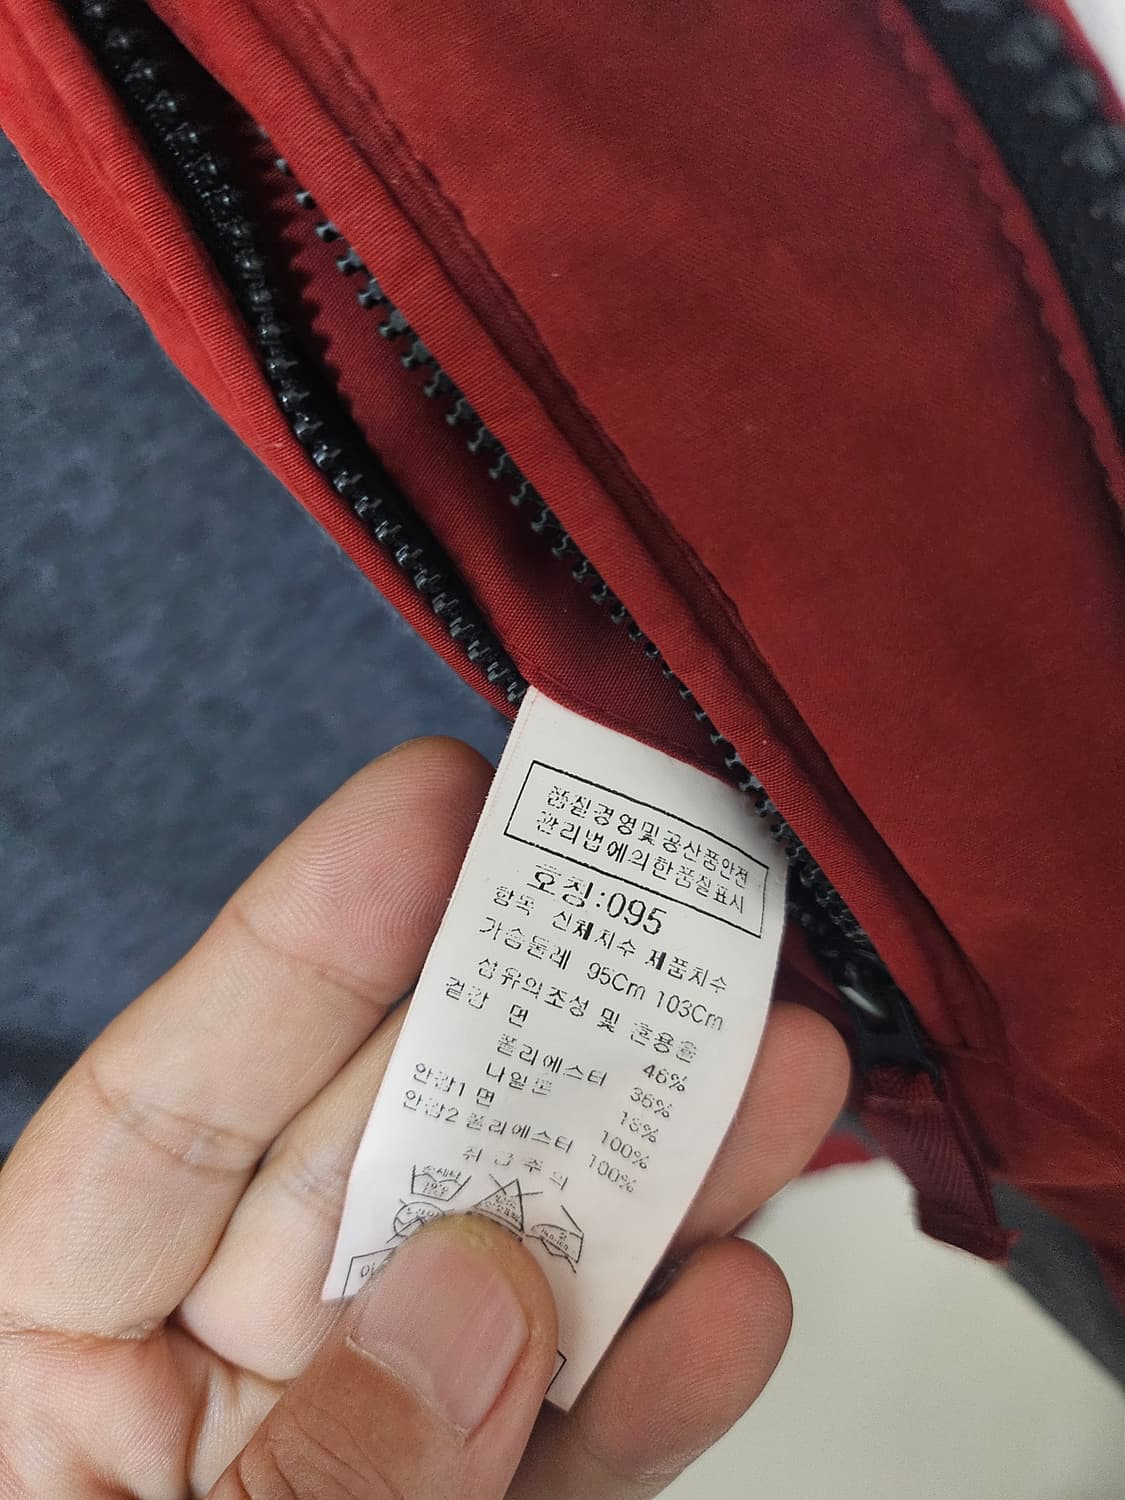 품질경영및공산품안전
관리법에의한품질표시
호칭:095
항목 신체치수 제품치수
가슴둘레 95Cm 103Cm
섬유의조성 및 혼용율
겉감 면 46%
폴리에스터 36%
나일론 18%
안감1 면 100%
안감2 폴리에스터 100%
취급주의
손세탁